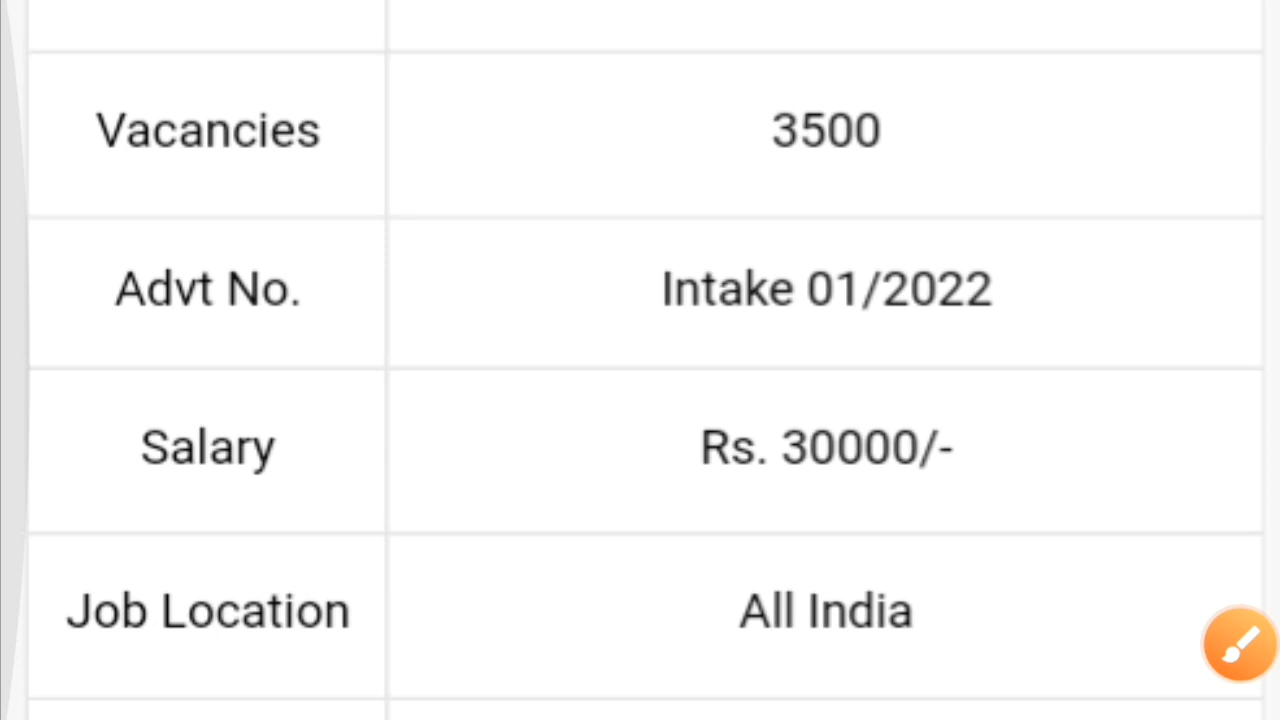 Vacancies 3500
Advt No. Intake 01/2022
Salary Rs. 30000/-
Job Location All India